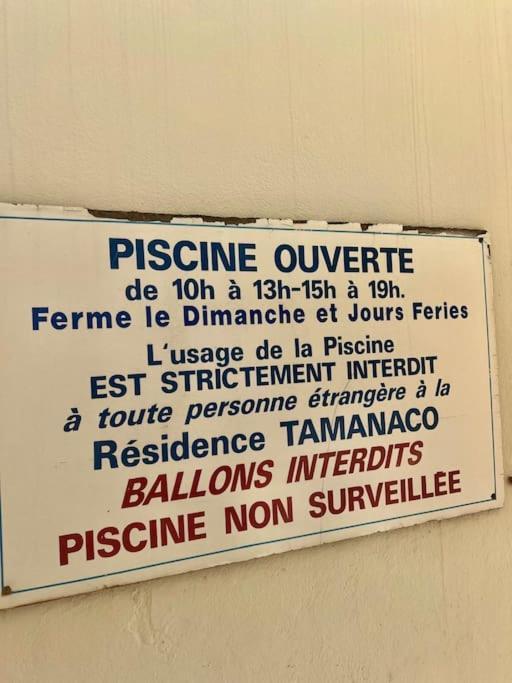 PISCINE OUVERTE
de 10h à 13h-15h à 19h.
Ferme le Dimanche et Jours Feries
L'usage de la Piscine
EST STRICTEMENT INTERDIT
à toute personne étrangère à la
Résidence TAMANACO
BALLONS INTERDITS
PISCINE NON SURVEILLÉE